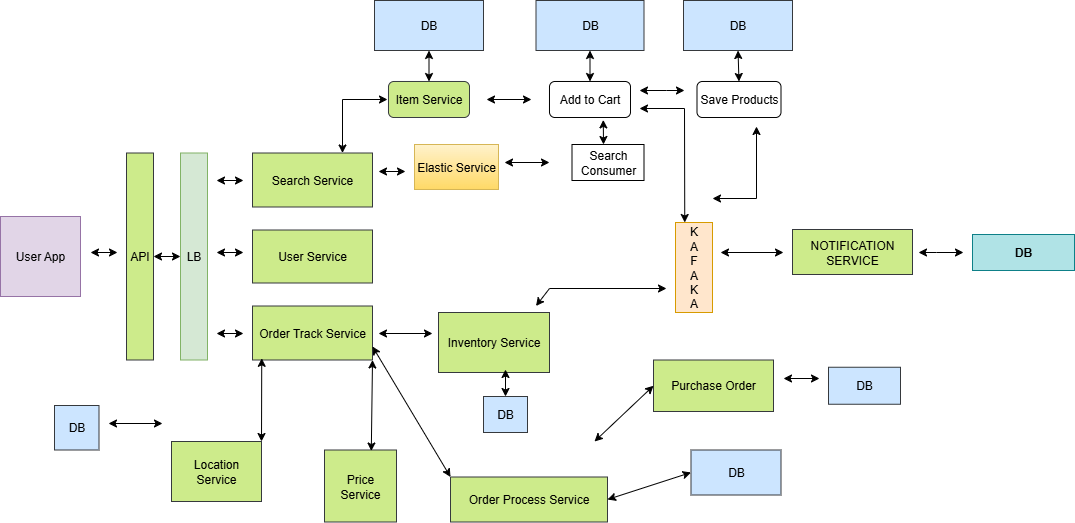 DB
DB
DB
Item Service
Add to Cart
Save Products
Search
Consumer
Elastic Service
Search Service
User App
API
LB
User Service
K
A
F
A
K
A
NOTIFICATION
SERVICE
DB
Order Track Service
Inventory Service
Purchase Order
DB
DB
DB
Location
Service
Price
Service
Order Process Service
DB